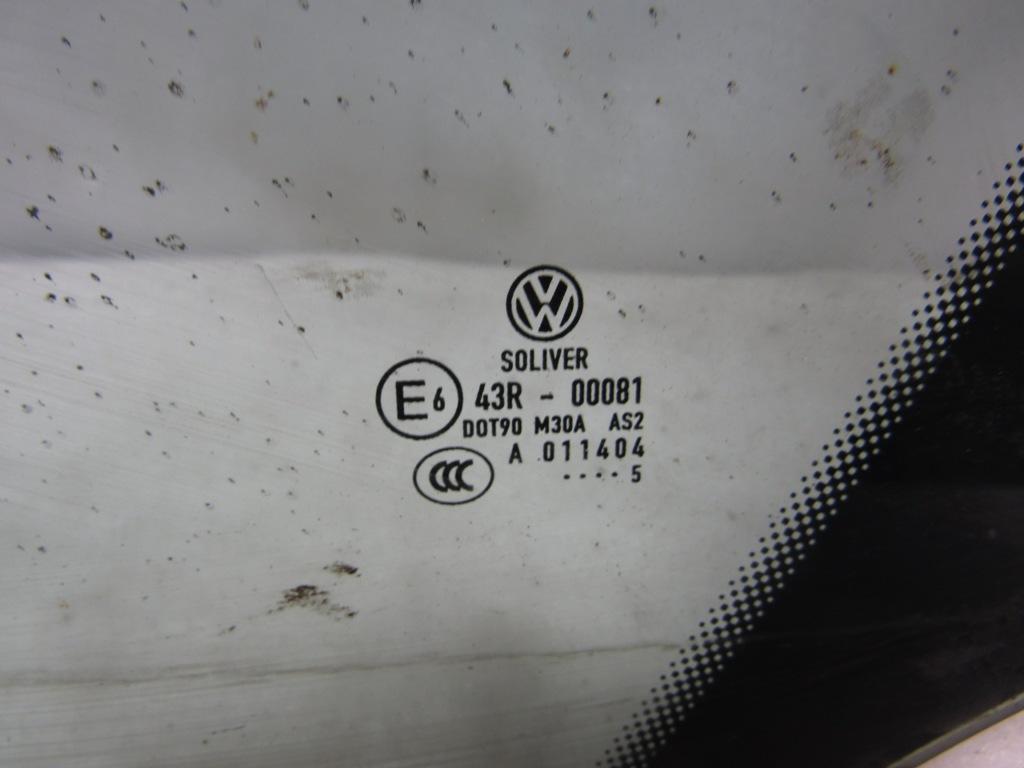 SOLIVER
E6 43R - 00081
DOT90 M30A AS2
A 011404
CCC
.... 5